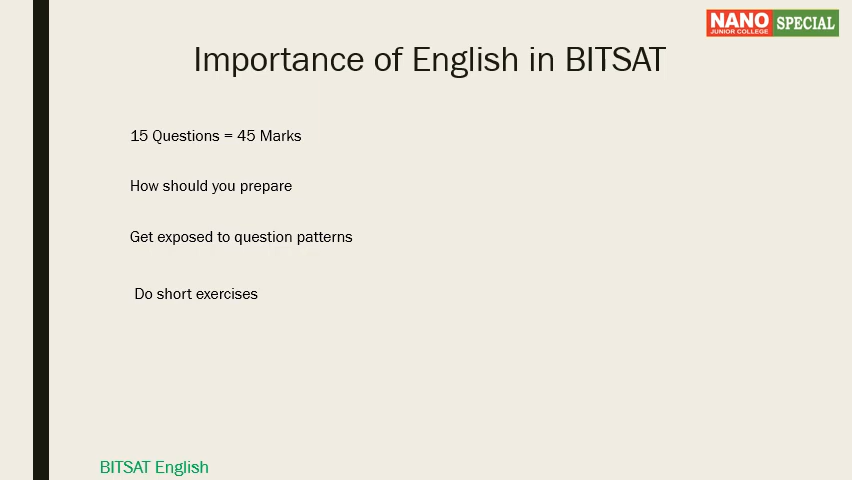 NANO
JUNIOR COLLEGE
SPECIAL
Importance of English in BITSAT
15 Questions = 45 Marks
How should you prepare
Get exposed to question patterns
Do short exercises
BITSAT English